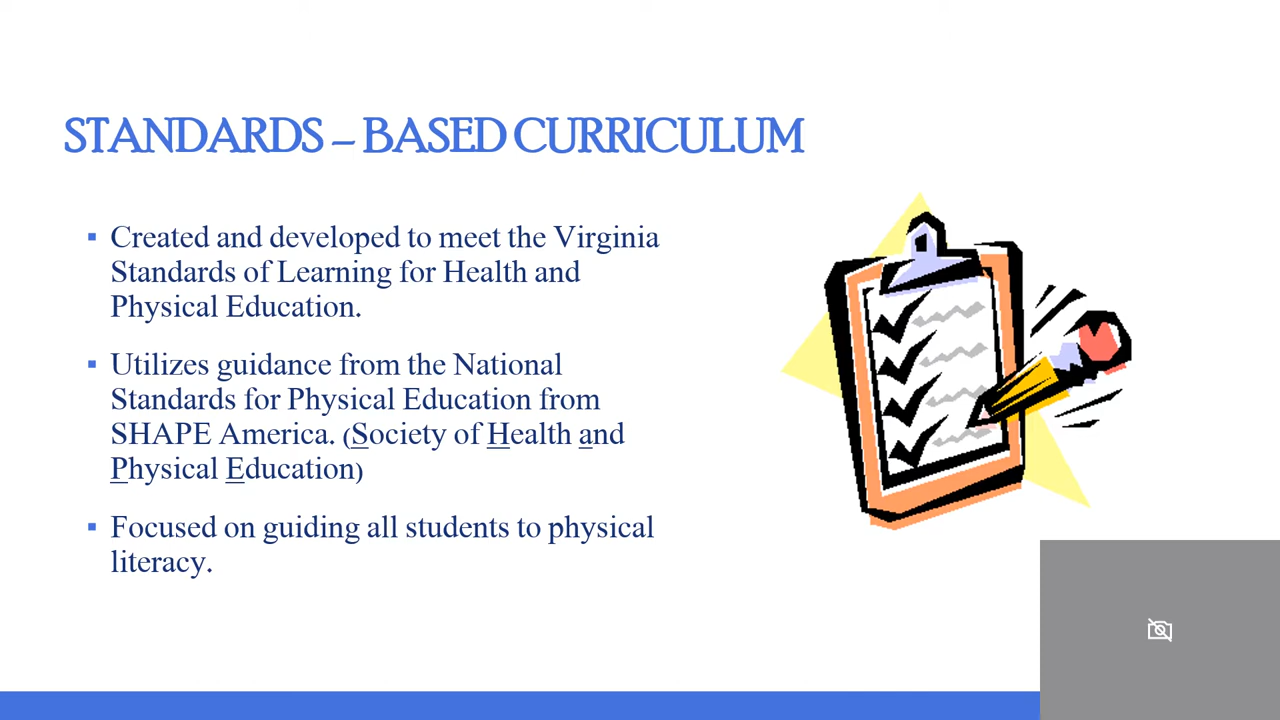 STANDARDS – BASED CURRICULUM
▪ Created and developed to meet the Virginia
Standards of Learning for Health and
Physical Education.
▪ Utilizes guidance from the National
Standards for Physical Education from
SHAPE America. (Society of Health and
Physical Education)
▪ Focused on guiding all students to physical
literacy.